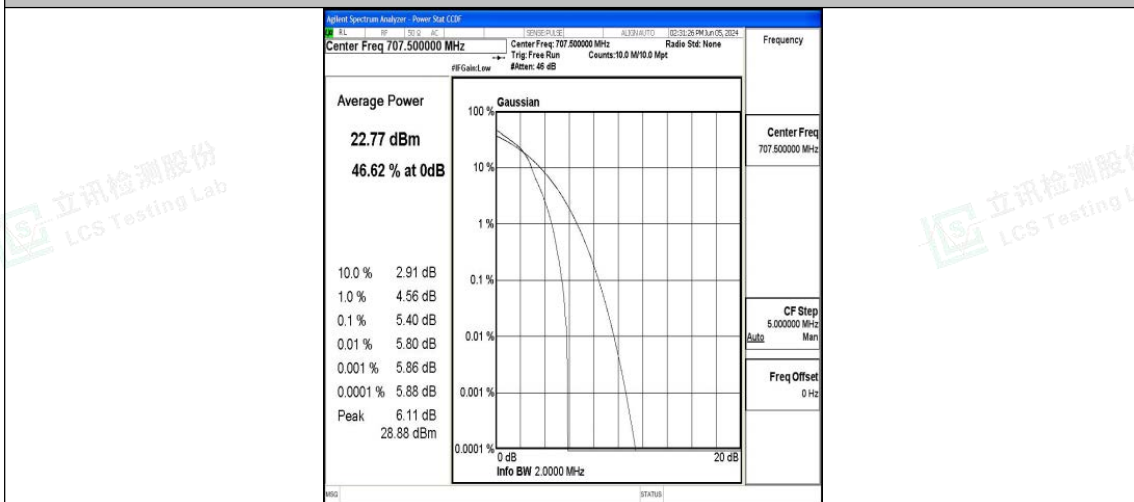 Agilent Spectrum Analyzer - Power Stat CCDF
RL RF 50 Ω AC SENSE:PULSE ALIGN AUTO 02:31:26 PM Jun 05, 2024
Center Freq 707.500000 MHz
Center Freq: 707.500000 MHz Radio Std: None
Trig: Free Run Counts:10.0 M/10.0 Mpt
#IFGain:Low #Atten: 46 dB
Frequency
Average Power
22.77 dBm
46.62 % at 0dB
10.0 % 2.91 dB
1.0 % 4.56 dB
0.1 % 5.40 dB
0.01 % 5.80 dB
0.001 % 5.86 dB
0.0001 % 5.88 dB
Peak 6.11 dB
28.88 dBm
Gaussian
100 %
10 %
1 %
0.1 %
0.01 %
0.001 %
0.0001 %
0 dB 20 dB
Info BW 2.0000 MHz
Center Freq
707.500000 MHz
CF Step
5.000000 MHz
Auto Man
Freq Offset
0 Hz
MSG STATUS
立讯检测股份
LCS Testing Lab
立讯检测股份
LCS Testing L